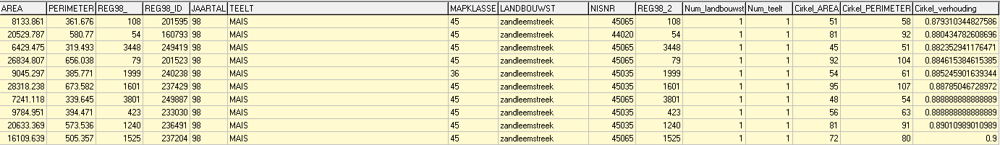 AREA PERIMETER REG98_ REG98_ID JAARTAL TEELT MAPKLASSE LANDBOUWST NISNR REG98_2 Num_landbouwst Num_teelt Cirkel_AREA Cirkel_PERIMETER Cirkel_verhouding
8133.861 361.676 108 201595 98 MAIS 45 zandleemstreek 45065 108 1 1 51 58 0.879310344827586
20529.787 580.77 54 160793 98 MAIS 45 zandleemstreek 44020 54 1 1 81 92 0.880434782608696
6429.475 319.493 3448 249419 98 MAIS 45 zandleemstreek 45065 3448 1 1 45 51 0.882352941176471
26834.807 656.038 79 201523 98 MAIS 45 zandleemstreek 45065 79 1 1 92 104 0.884615384615385
9045.297 385.771 1999 240238 98 MAIS 36 zandleemstreek 45035 1999 1 1 54 61 0.885245901639344
28318.238 673.582 1601 237429 98 MAIS 45 zandleemstreek 45035 1601 1 1 95 107 0.88785046728972
7241.118 339.645 3801 249887 98 MAIS 45 zandleemstreek 45065 3801 1 1 48 54 0.888888888888889
9784.951 394.471 423 233030 98 MAIS 45 zandleemstreek 45035 423 1 1 56 63 0.888888888888889
20633.369 573.536 1240 236491 98 MAIS 45 zandleemstreek 45035 1240 1 1 81 91 0.89010989010989
16109.639 505.357 1525 237204 98 MAIS 45 zandleemstreek 45065 1525 1 1 72 80 0.9